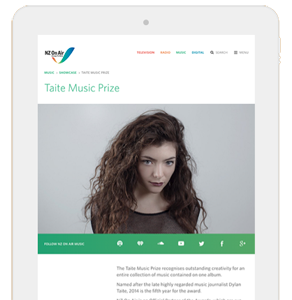 NZ On Air
TELEVISION RADIO MUSIC DIGITAL SEARCH MENU
MUSIC > SHOWCASE > TAITE MUSIC PRIZE
Taite Music Prize
FOLLOW NZ ON AIR MUSIC
The Taite Music Prize recognises outstanding creativity for an
entire collection of music contained on one album.
Named after the late highly regarded music journalist Dylan
Taite, 2014 is the fifth year for the award.